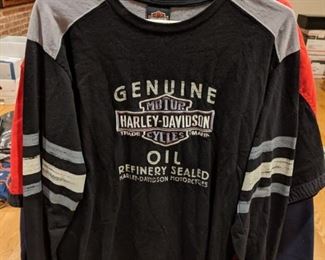 GENUINE
MOTOR
HARLEY-DAVIDSON
CYCLES
TRADE MARK
OIL
REFINERY SEALED
HARLEY-DAVIDSON MOTORCYCLES